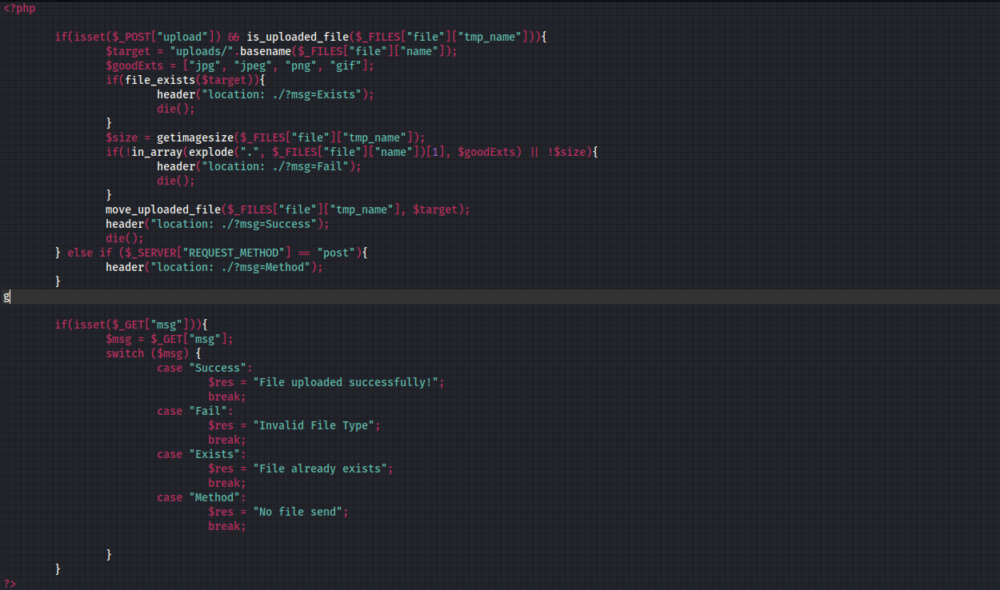 <?php
if(isset($_POST["upload"]) && is_uploaded_file($_FILES["file"]["tmp_name"])){
$target = "uploads/".basename($_FILES["file"]["name"]);
$goodExts = ["jpg", "jpeg", "png", "gif"];
if(file_exists($target)){
header("location: ./?msg=Exists");
die();
}
$size = getimagesize($_FILES["file"]["tmp_name"]);
if(!in_array(explode(".", $_FILES["file"]["name"])[1], $goodExts) || !$size){
header("location: ./?msg=Fail");
die();
}
move_uploaded_file($_FILES["file"]["tmp_name"], $target);
header("location: ./?msg=Success");
die();
} else if ($_SERVER["REQUEST_METHOD"] == "post"){
header("location: ./?msg=Method");
}
g
if(isset($_GET["msg"])){
$msg = $_GET["msg"];
switch ($msg) {
case "Success":
$res = "File uploaded successfully!";
break;
case "Fail":
$res = "Invalid File Type";
break;
case "Exists":
$res = "File already exists";
break;
case "Method":
$res = "No file send";
break;
}
}
?>